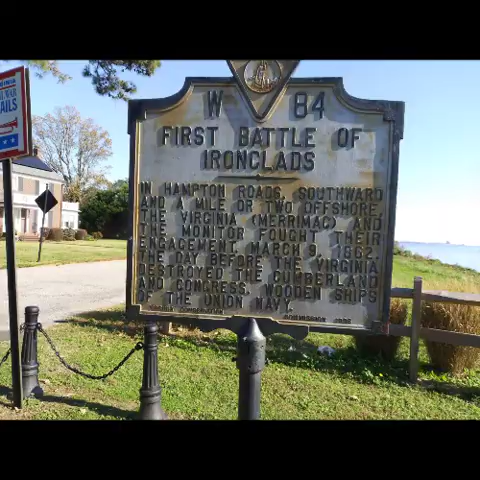 W 84
FIRST BATTLE OF
IRONCLADS
IN HAMPTON ROADS, SOUTHWARD
AND A MILE OR TWO OFFSHORE,
THE VIRGINIA (MERRIMAC) AND
THE MONITOR FOUGHT THEIR
ENGAGEMENT, MARCH 9, 1862.
THE DAY BEFORE THE VIRGINIA
DESTROYED THE CUMBERLAND
AND CONGRESS, WOODEN SHIPS
OF THE UNION NAVY.
AILS